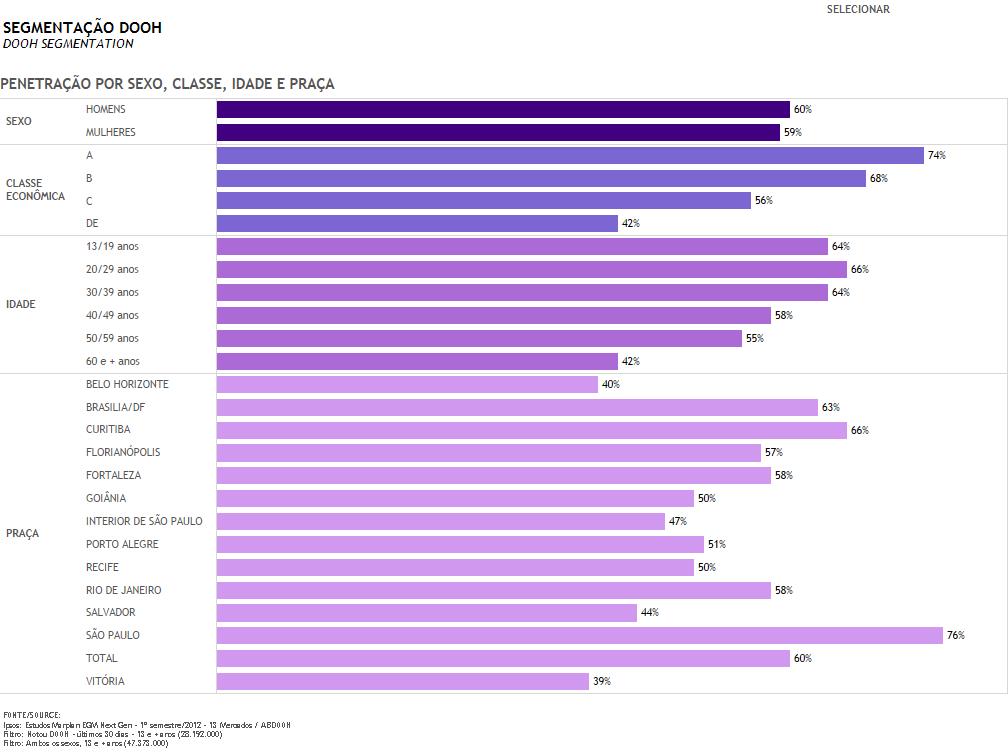 SELECIONAR
SEGMENTAÇÃO DOOH
DOOH SEGMENTATION
PENETRAÇÃO POR SEXO, CLASSE, IDADE E PRAÇA
SEXO
HOMENS 60%
MULHERES 59%
CLASSE
ECONÔMICA
A 74%
B 68%
C 56%
DE 42%
IDADE
13/19 anos 64%
20/29 anos 66%
30/39 anos 64%
40/49 anos 58%
50/59 anos 55%
60 e + anos 42%
PRAÇA
BELO HORIZONTE 40%
BRASILIA/DF 63%
CURITIBA 66%
FLORIANÓPOLIS 57%
FORTALEZA 58%
GOIÂNIA 50%
INTERIOR DE SÃO PAULO 47%
PORTO ALEGRE 51%
RECIFE 50%
RIO DE JANEIRO 58%
SALVADOR 44%
SÃO PAULO 76%
TOTAL 60%
VITÓRIA 39%
FONTE/SOURCE:
Ipsos: Estudos Marplan EGM Next Gen - 1º semestre/2012 - 13 Mercados / ABDOOH
Filtro: Notou DOOH - últimos 30 dias - 13 e + anos (28.192.000)
Filtro: Ambos os sexos, 13 e + anos (47.373.000)